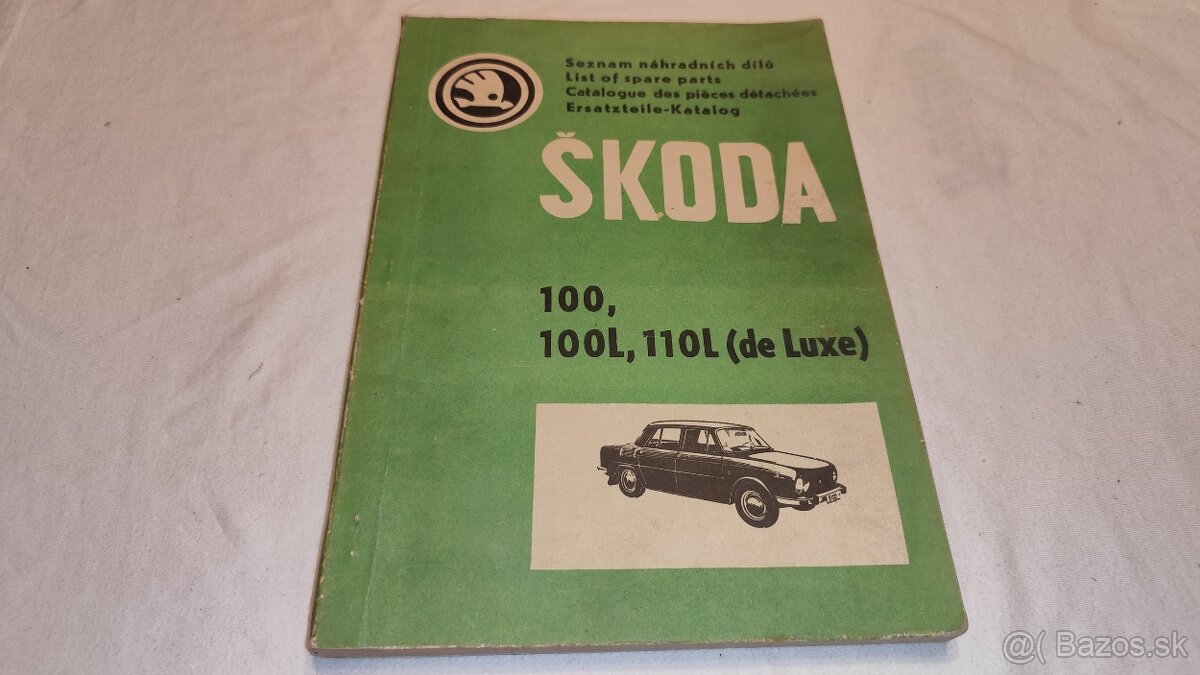 Seznam náhradních dílů
List of spare parts
Catalogue des pièces détachées
Ersatzteile-Katalog
ŠKODA
100,
100L, 110L (de Luxe)
@( Bazos.sk